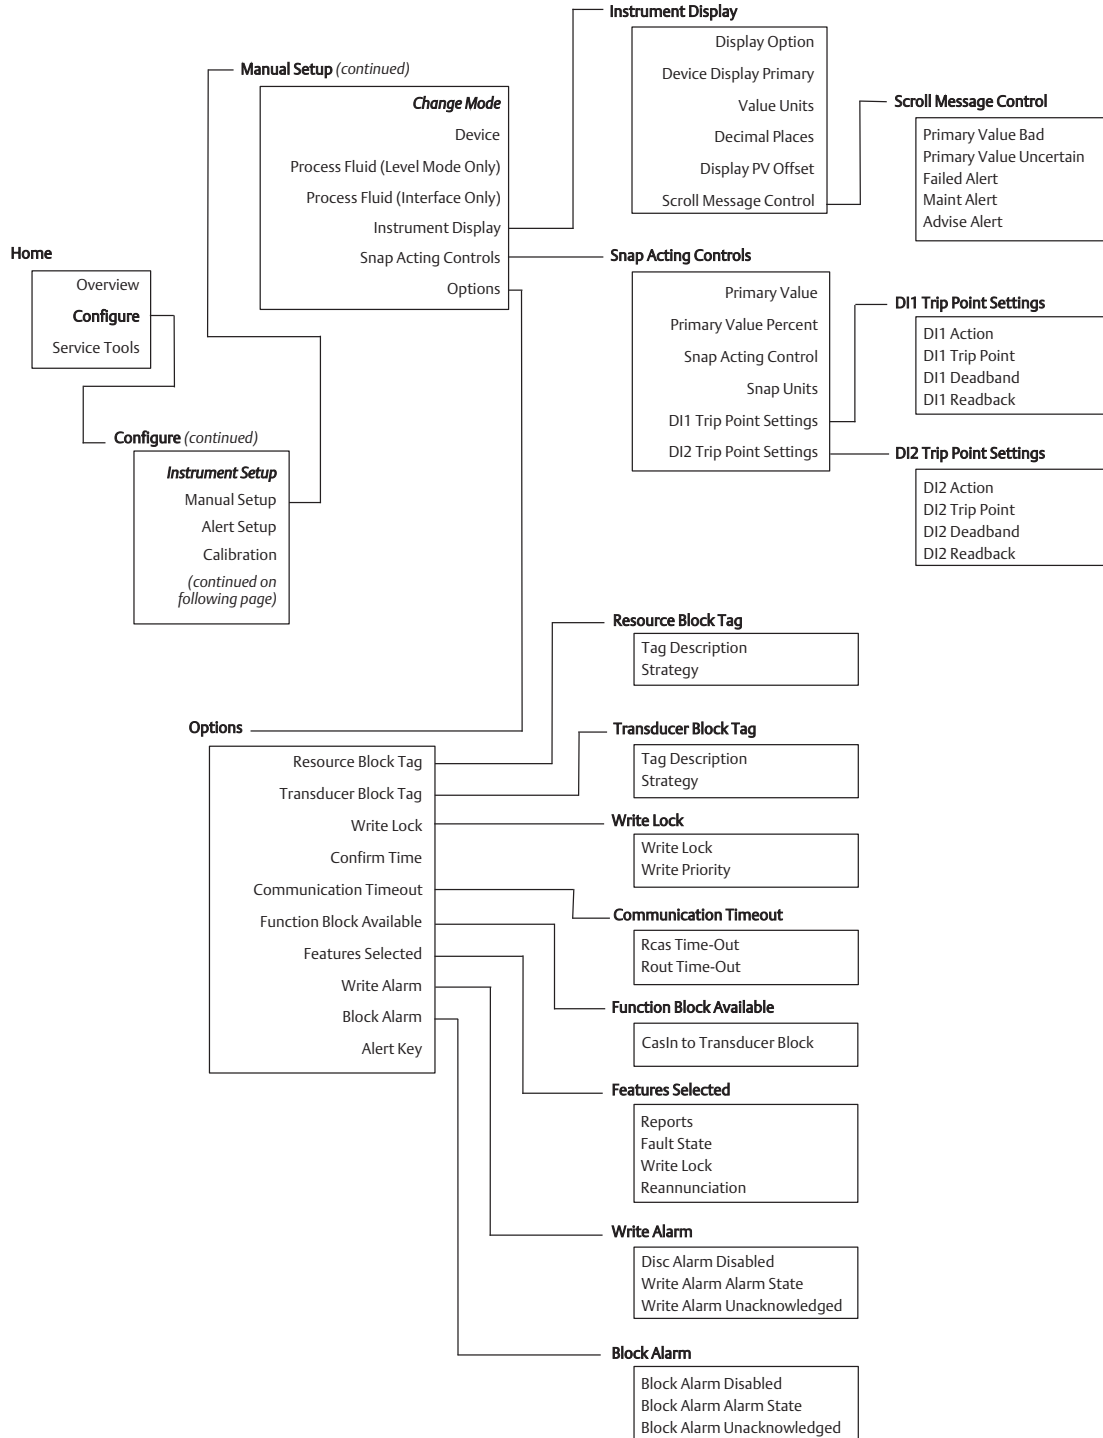 Instrument Display
Display Option
Device Display Primary
Value Units
Decimal Places
Display PV Offset
Scroll Message Control
Manual Setup (continued)
Change Mode
Device
Process Fluid (Level Mode Only)
Process Fluid (Interface Only)
Instrument Display
Snap Acting Controls
Options
Scroll Message Control
Primary Value Bad
Primary Value Uncertain
Failed Alert
Maint Alert
Advise Alert
Home
Overview
Configure
Service Tools
Snap Acting Controls
Primary Value
Primary Value Percent
Snap Acting Control
Snap Units
DI1 Trip Point Settings
DI2 Trip Point Settings
DI1 Trip Point Settings
DI1 Action
DI1 Trip Point
DI1 Deadband
DI1 Readback
Configure (continued)
Instrument Setup
Manual Setup
Alert Setup
Calibration
(continued on
following page)
DI2 Trip Point Settings
DI2 Action
DI2 Trip Point
DI2 Deadband
DI2 Readback
Resource Block Tag
Tag Description
Strategy
Options
Resource Block Tag
Transducer Block Tag
Write Lock
Confirm Time
Communication Timeout
Function Block Available
Features Selected
Write Alarm
Block Alarm
Alert Key
Transducer Block Tag
Tag Description
Strategy
Write Lock
Write Lock
Write Priority
Communication Timeout
Rcas Time-Out
Rout Time-Out
Function Block Available
CasIn to Transducer Block
Features Selected
Reports
Fault State
Write Lock
Reannunciation
Write Alarm
Disc Alarm Disabled
Write Alarm Alarm State
Write Alarm Unacknowledged
Block Alarm
Block Alarm Disabled
Block Alarm Alarm State
Block Alarm Unacknowledged